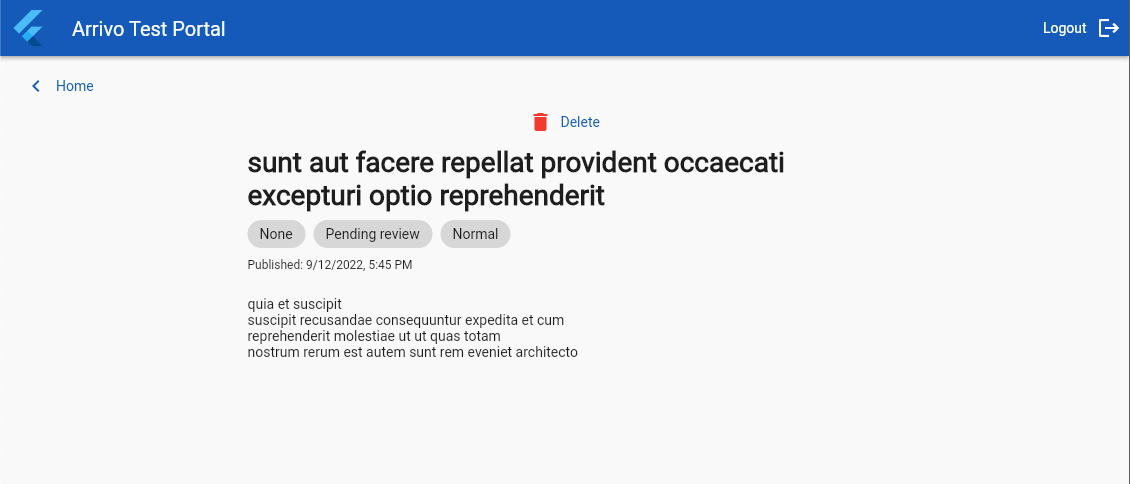 Arrivo Test Portal
Logout
Home
Delete
sunt aut facere repellat provident occaecati
excepturi optio reprehenderit
None Pending review Normal
Published: 9/12/2022, 5:45 PM
quia et suscipit
suscipit recusandae consequuntur expedita et cum
reprehenderit molestiae ut ut quas totam
nostrum rerum est autem sunt rem eveniet architecto